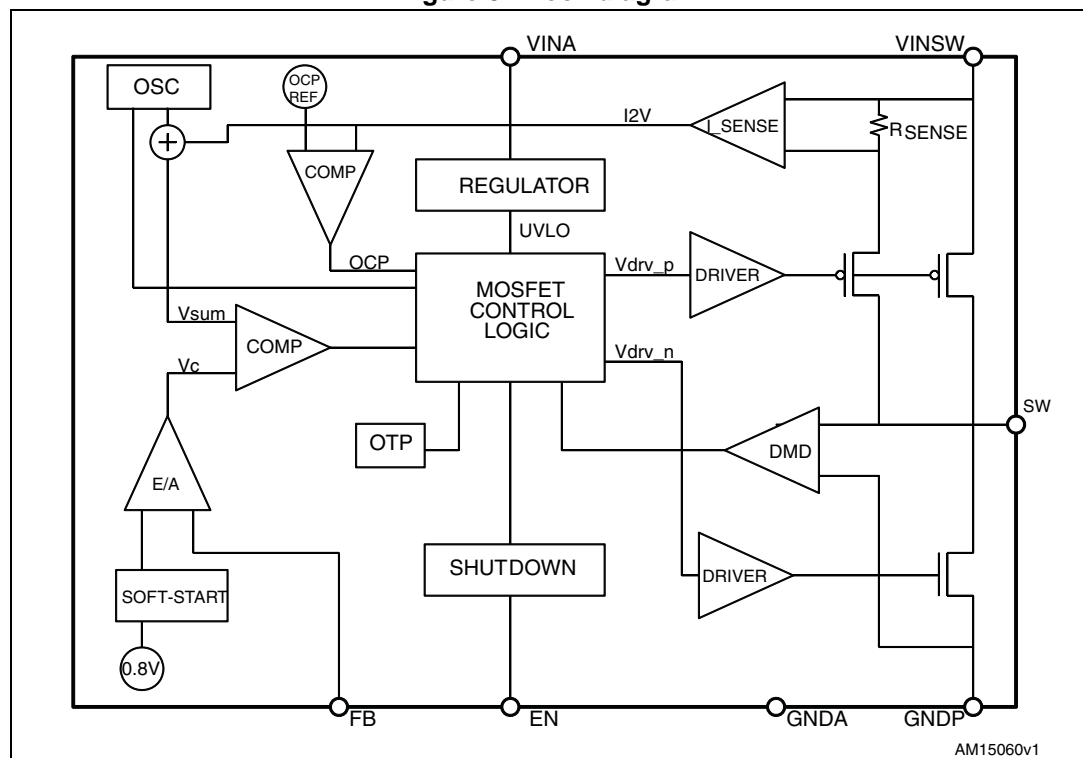 VINA
VINSW
OSC
OCP
REF
+
I2V
I_SENSE
RSENSE
COMP
REGULATOR
UVLO
OCP
Vdrv_p
DRIVER
MOSFET
CONTROL
LOGIC
Vsum
COMP
Vc
Vdrv_n
SW
OTP
DMD
E/A
SHUTDOWN
DRIVER
SOFT-START
0.8V
FB
EN
GNDA
GNDP
AM15060v1